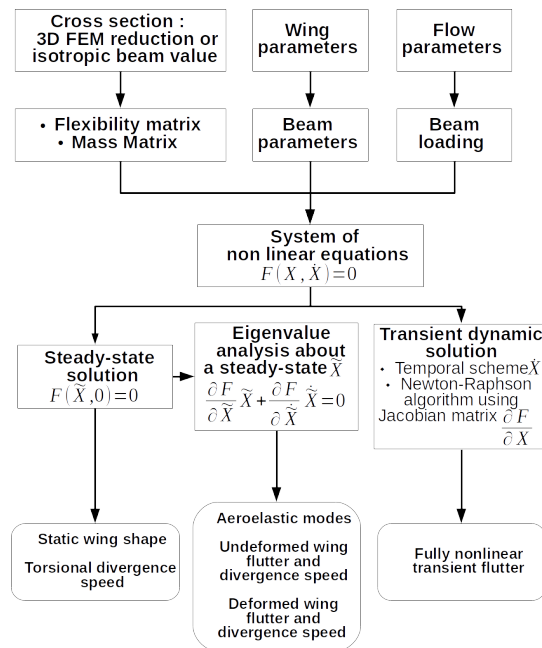 Cross section :
3D FEM reduction or
isotropic beam value
Wing
parameters
Flow
parameters
• Flexibility matrix
• Mass Matrix
Beam
parameters
Beam
loading
System of
non linear equations
F(X,Ẋ)=0
Steady-state
solution
F(X̃,0)=0
Eigenvalue
analysis about
a steady-state X̃
∂F/∂X̃ X̃ + ∂F/∂X̃̇ X̃̇ = 0
Transient dynamic
solution
• Temporal scheme Ẋ
• Newton-Raphson
algorithm using
Jacobian matrix ∂F/∂X
Static wing shape
Torsional divergence
speed
Aeroelastic modes
Undeformed wing
flutter and
divergence speed
Deformed wing
flutter and
divergence speed
Fully nonlinear
transient flutter